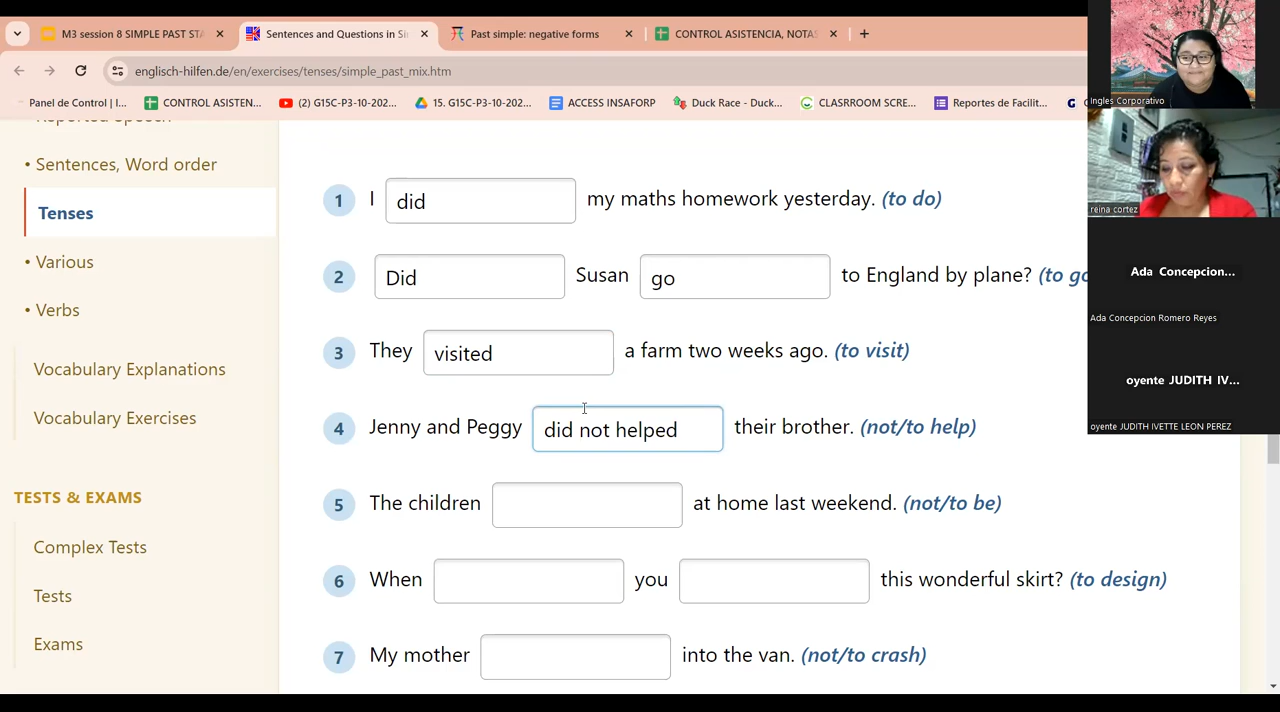 M3 session 8 SIMPLE PAST STA
Sentences and Questions in Si
Past simple: negative forms
CONTROL ASISTENCIA, NOTAS
englisch-hilfen.de/en/exercises/tenses/simple_past_mix.htm
Panel de Control | I...
CONTROL ASISTEN...
(2) G15C-P3-10-202...
15. G15C-P3-10-202...
ACCESS INSAFORP
Duck Race - Duck...
CLASRROOM SCRE...
Reportes de Facilit...
Ingles Corporativo
reina cortez
Ada Concepcion...
Ada Concepcion Romero Reyes
oyente JUDITH IV...
oyente JUDITH IVETTE LEON PEREZ
• Reported Speech
• Sentences, Word order
Tenses
• Various
• Verbs
Vocabulary Explanations
Vocabulary Exercises
TESTS & EXAMS
Complex Tests
Tests
Exams
1 I did my maths homework yesterday. (to do)
2 Did Susan go to England by plane? (to go
3 They visited a farm two weeks ago. (to visit)
4 Jenny and Peggy did not helped their brother. (not/to help)
5 The children at home last weekend. (not/to be)
6 When you this wonderful skirt? (to design)
7 My mother into the van. (not/to crash)